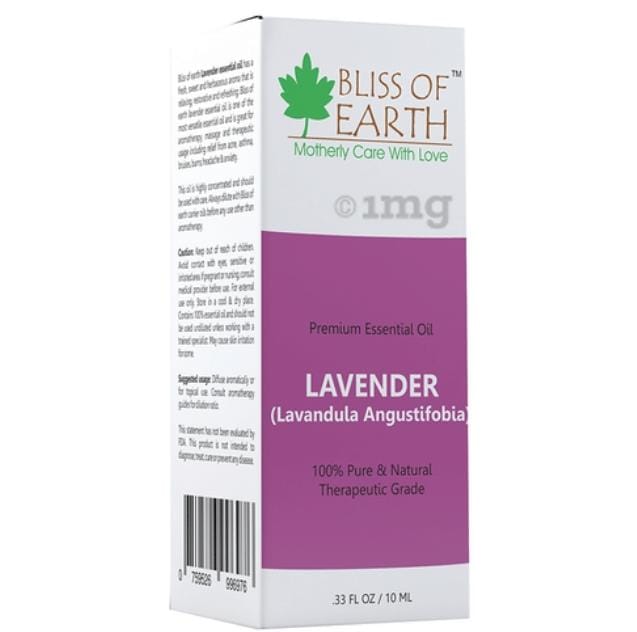 BLISS OF™
EARTH
Motherly Care With Love
©1mg
Premium Essential Oil
LAVENDER
(Lavandula Angustifobia)
100% Pure & Natural
Therapeutic Grade
.33 FL OZ / 10 ML
Bliss of earth Lavender essential oil has a
fresh, sweet and herbaceous aroma that is
relaxing, restorative and refreshing. Bliss of
earth lavender essential oil is one of the
most versatile essential oil and is great for
aromatherapy, massage and therapeutic
usage including relief from acne, asthma,
bruises, burns, headache & anxiety.
This oil is highly concentrated and should
be used with care. Always dilute with Bliss of
earth carrier oils before any use other than
aromatherapy.
Caution: Keep out of reach of children.
Avoid contact with eyes, sensitive or
irritated area. If pregnant or nursing, consult
medical provider before use. For external
use only. Store in a cool & dry place.
Contains 100% essential oil and should not
be used undiluted unless working with a
trained specialist. May cause skin irritation
for some.
Suggested usage: Diffuse aromatically or
for topical use. Consult aromatherapy
guides for dilution ratio.
This statement has not been evaluated by
FDA. This product is not intended to
diagnose, treat, cure or prevent any disease.
0 759526 996976